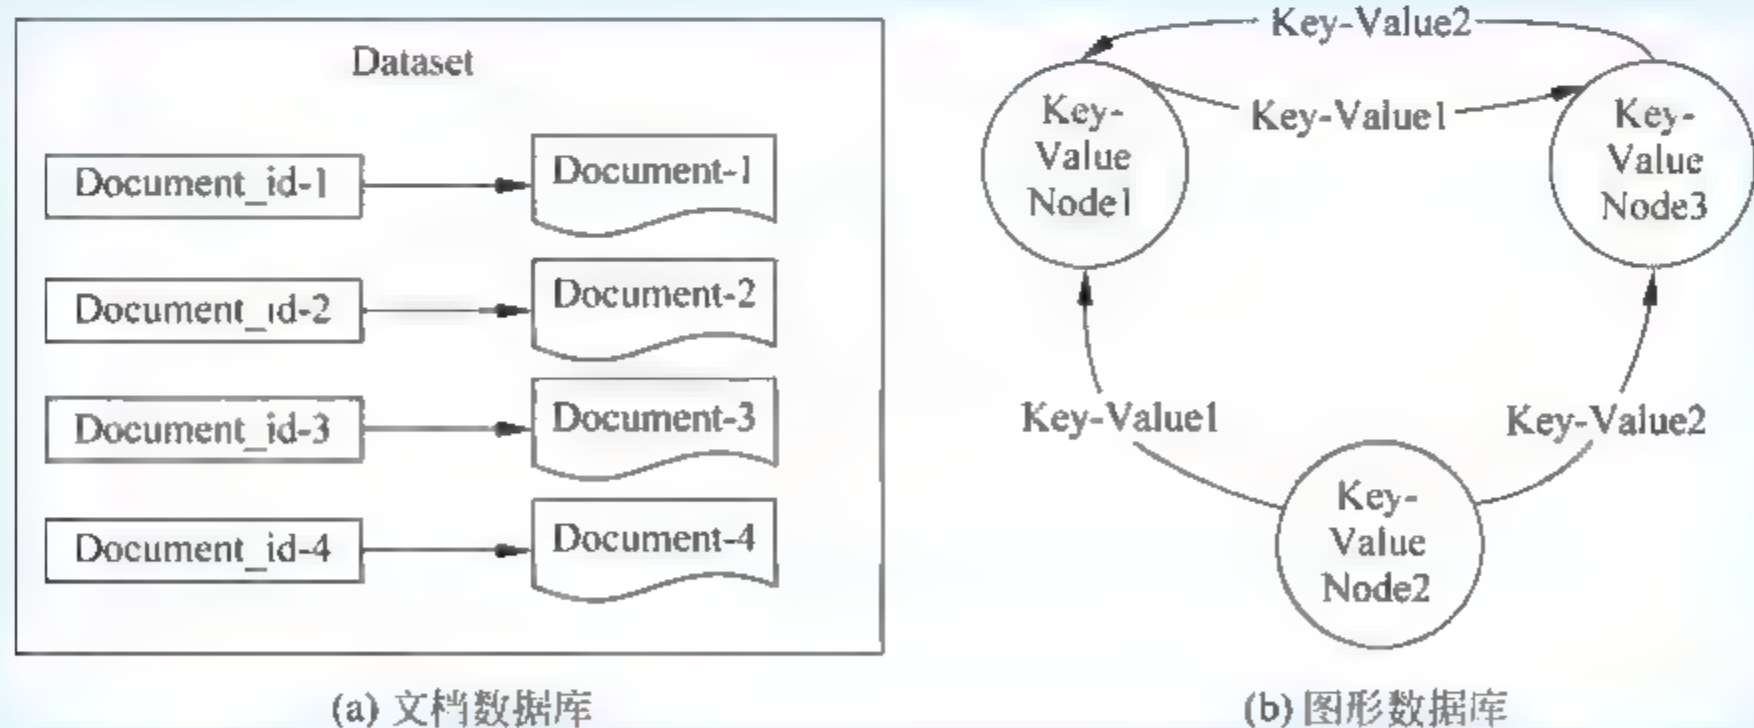 Dataset
Document_id-1
Document-1
Document_id-2
Document-2
Document_id-3
Document-3
Document_id-4
Document-4
(a) 文档数据库
Key-Value2
Key-Value1
Key-
Value
Node1
Key-
Value
Node3
Key-Value1
Key-Value2
Key-
Value
Node2
(b) 图形数据库